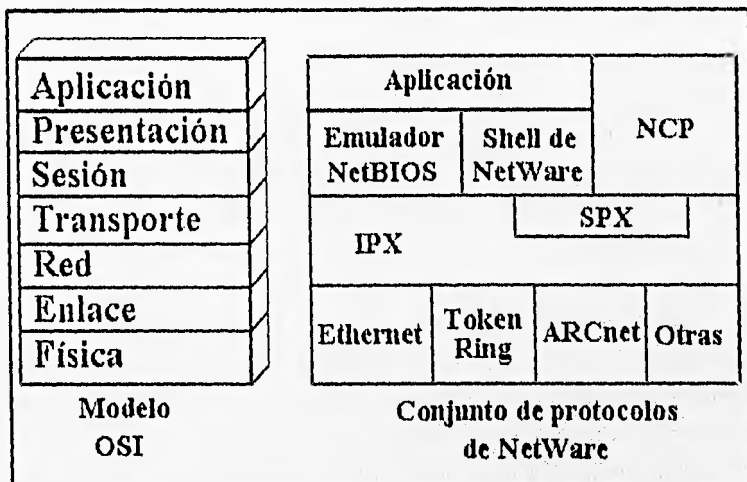 Aplicación
Presentación
Sesión
Transporte
Red
Enlace
Física
Modelo
OSI
Aplicación
NCP
Emulador
NetBIOS
Shell de
NetWare
SPX
IPX
Ethernet
Token
Ring
ARCnet
Otras
Conjunto de protocolos
de NetWare